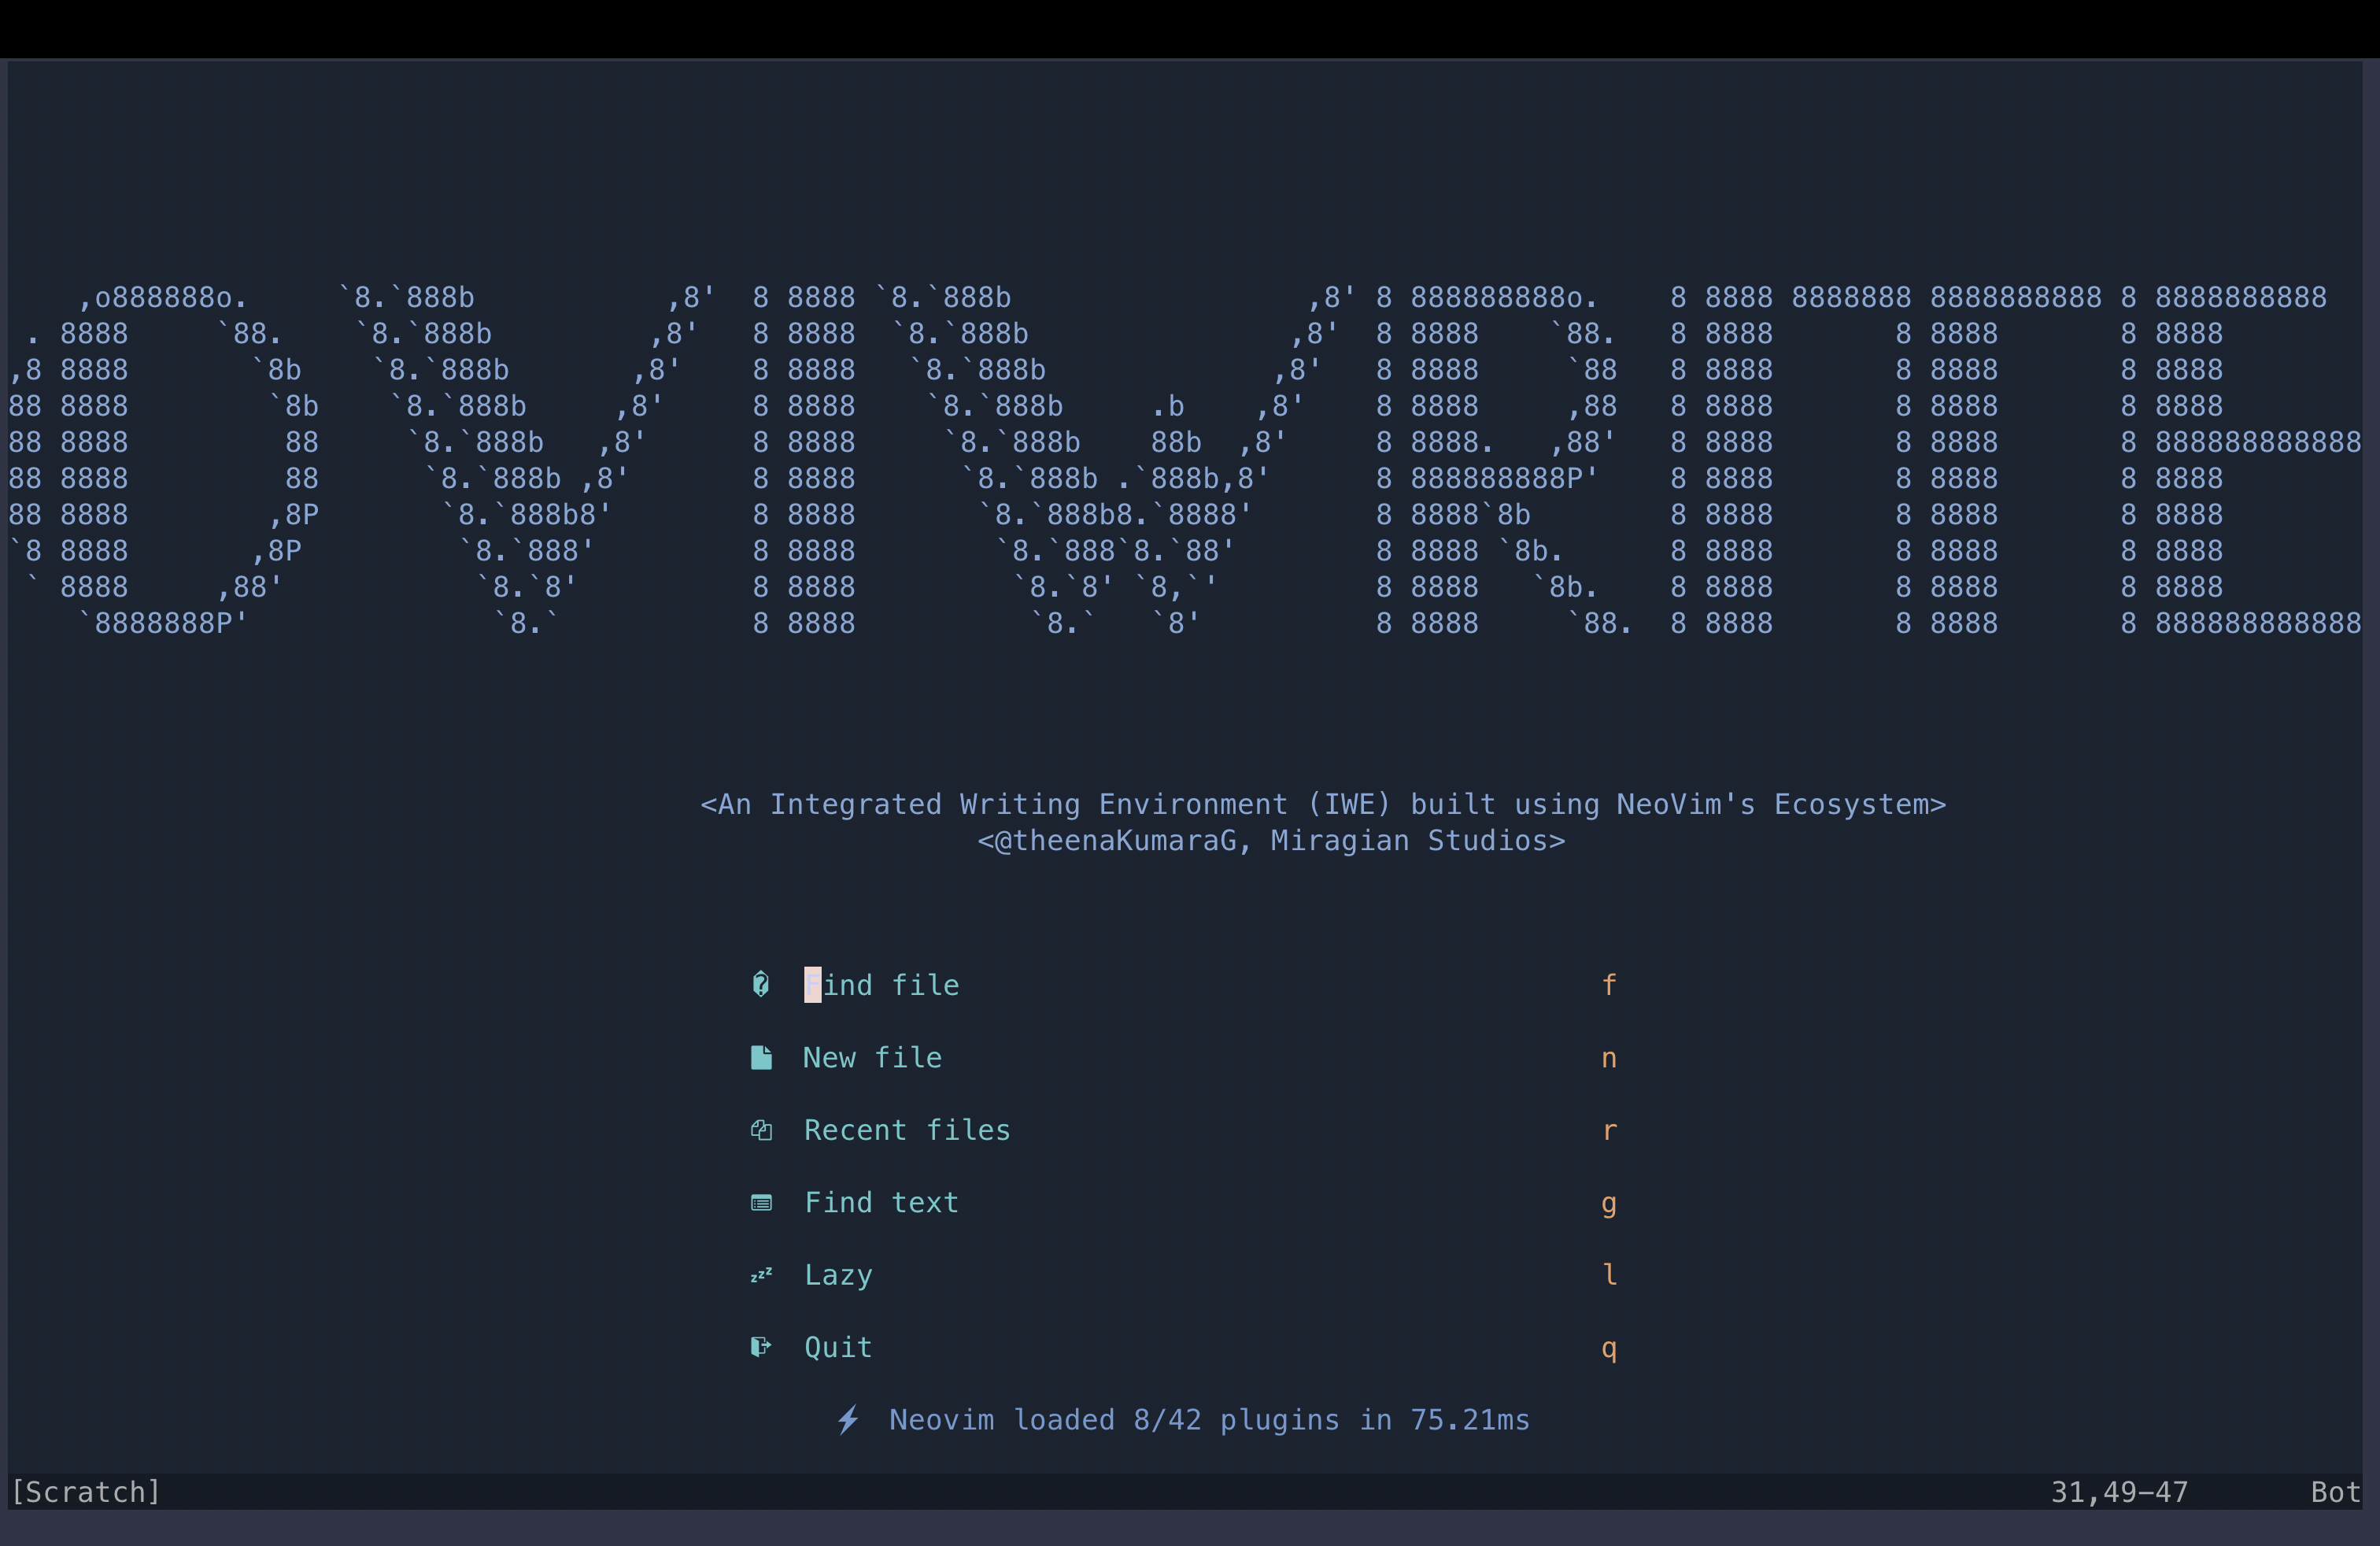 ,o888888o.     `8.`888b           ,8'  8 8888 `8.`888b                 ,8' 8 888888888o.    8 8888 8888888 8888888888 8 8888888888
 . 8888     `88.    `8.`888b         ,8'   8 8888  `8.`888b               ,8'  8 8888    `88.   8 8888       8 8888       8 8888
,8 8888       `8b    `8.`888b       ,8'    8 8888   `8.`888b             ,8'   8 8888     `88   8 8888       8 8888       8 8888
88 8888        `8b    `8.`888b     ,8'     8 8888    `8.`888b     .b    ,8'    8 8888     ,88   8 8888       8 8888       8 8888
88 8888         88     `8.`888b   ,8'      8 8888     `8.`888b    88b  ,8'     8 8888.   ,88'   8 8888       8 8888       8 888888888888
88 8888         88      `8.`888b ,8'       8 8888      `8.`888b .`888b,8'      8 888888888P'    8 8888       8 8888       8 8888
88 8888        ,8P       `8.`888b8'        8 8888       `8.`888b8.`8888'       8 8888`8b        8 8888       8 8888       8 8888
`8 8888       ,8P         `8.`888'         8 8888        `8.`888`8.`88'        8 8888 `8b.      8 8888       8 8888       8 8888
 ` 8888     ,88'           `8.`8'          8 8888         `8.`8' `8,`'         8 8888   `8b.    8 8888       8 8888       8 8888
    `8888888P'              `8.`           8 8888          `8.`   `8'          8 8888     `88.  8 8888       8 8888       8 888888888888
<An Integrated Writing Environment (IWE) built using NeoVim's Ecosystem>
<@theenaKumaraG, Miragian Studios>
Find file f
New file n
Recent files r
Find text g
zzz Lazy l
Quit q
Neovim loaded 8/42 plugins in 75.21ms
[Scratch] 31,49-47 Bot